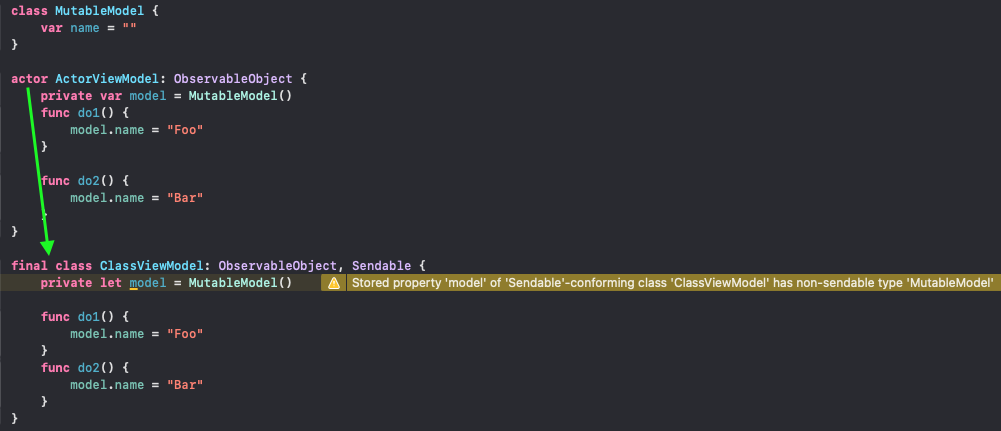 class MutableModel {
    var name = ""
}
actor ActorViewModel: ObservableObject {
    private var model = MutableModel()
    func do1() {
        model.name = "Foo"
    }
    func do2() {
        model.name = "Bar"
    }
}
final class ClassViewModel: ObservableObject, Sendable {
    private let model = MutableModel() Stored property 'model' of 'Sendable'-conforming class 'ClassViewModel' has non-sendable type 'MutableModel'
    func do1() {
        model.name = "Foo"
    }
    func do2() {
        model.name = "Bar"
    }
}